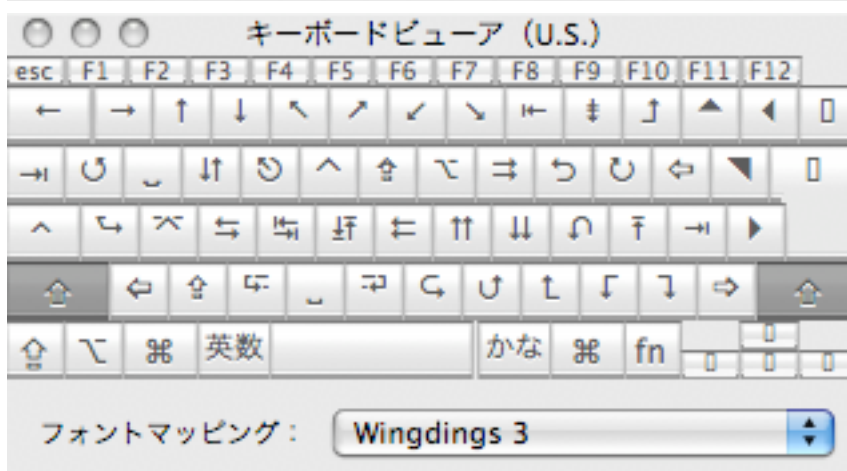 キーボードビューア（U.S.）
esc F1 F2 F3 F4 F5 F6 F7 F8 F9 F10 F11 F12
⌘ 英数 かな ⌘ fn
フォントマッピング： Wingdings 3